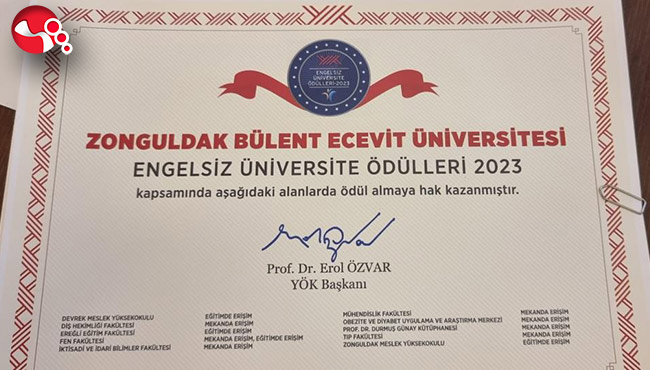 ENGELSİZ
ÜNİVERSİTE
ÖDÜLLERİ-2023
ZONGULDAK BÜLENT ECEVİT ÜNİVERSİTESİ
ENGELSİZ ÜNİVERSİTE ÖDÜLLERİ 2023
kapsamında aşağıdaki alanlarda ödül almaya hak kazanmıştır.
Prof. Dr. Erol ÖZVAR
YÖK Başkanı
DEVREK MESLEK YÜKSEKOKULU EĞİTİMDE ERİŞİM
DİŞ HEKİMLİĞİ FAKÜLTESİ MEKANDA ERİŞİM
EREĞLİ EĞİTİM FAKÜLTESİ EĞİTİMDE ERİŞİM
FEN FAKÜLTESİ MEKANDA ERİŞİM, EĞİTİMDE ERİŞİM
İKTİSADİ VE İDARİ BİLİMLER FAKÜLTESİ MEKANDA ERİŞİM
MÜHENDİSLİK FAKÜLTESİ MEKANDA ERİŞİM
OBEZİTE VE DİYABET UYGULAMA VE ARAŞTIRMA MERKEZİ MEKANDA ERİŞİM
PROF. DR. DURMUŞ GÜNAY KÜTÜPHANESİ MEKANDA ERİŞİM
TIP FAKÜLTESİ MEKANDA ERİŞİM
ZONGULDAK MESLEK YÜKSEKOKULU EĞİTİMDE ERİŞİM